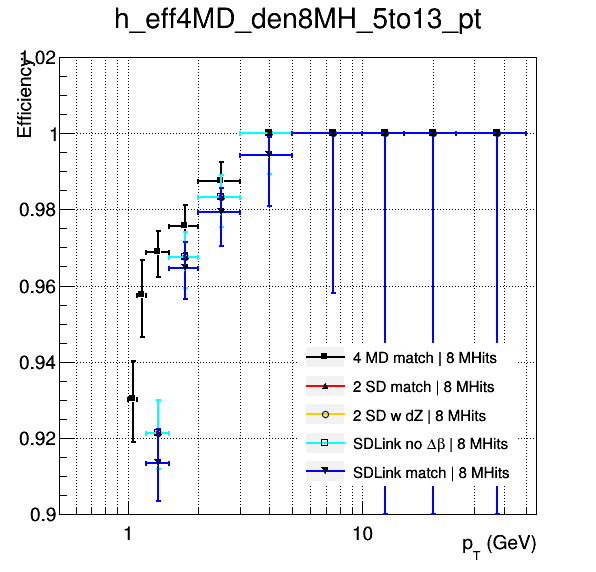 h_eff4MD_den8MH_5to13_pt
Efficiency
1.02
1
0.98
0.96
0.94
0.92
0.9
4 MD match | 8 MHits
2 SD match | 8 MHits
2 SD w dZ | 8 MHits
SDLink no Δβ | 8 MHits
SDLink match | 8 MHits
1
10
p_T (GeV)